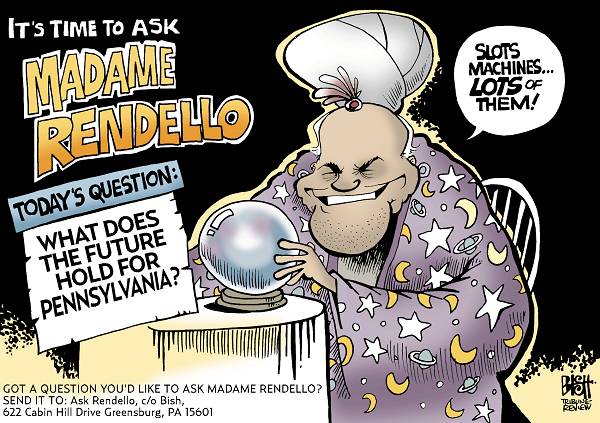 IT'S TIME TO ASK
MADAME
RENDELLO
TODAY'S QUESTION:
WHAT DOES
THE FUTURE
HOLD FOR
PENNSYLVANIA?
SLOTS
MACHINES...
LOTS OF
THEM!
GOT A QUESTION YOU'D LIKE TO ASK MADAME RENDELLO?
SEND IT TO: Ask Rendello, c/o Bish,
622 Cabin Hill Drive Greensburg, PA 15601
BISH
TRIBUNE-
REVIEW